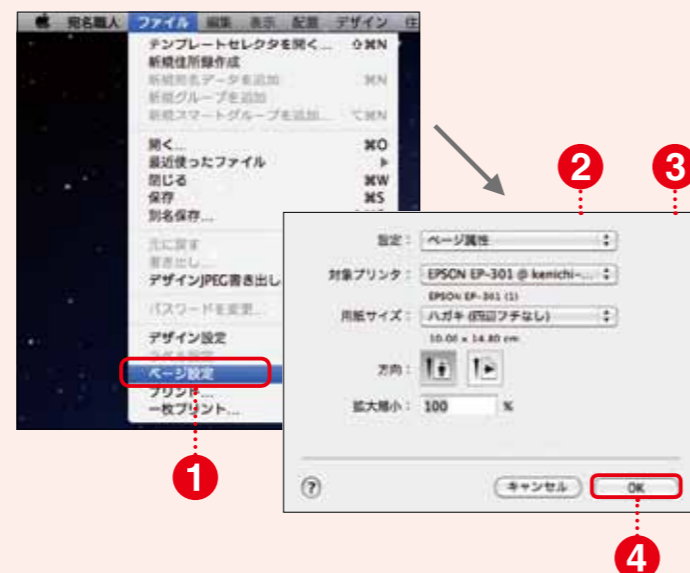 宛名職人 ファイル 編集 表示 配置 デザイン 住
テンプレートセレクタを開く... ⇧⌘N
新規住所録作成
新規宛名データを追加 ⌘N
新規グループを追加
新規スマートグループを追加... ⌥⌘N
開く... ⌘O
最近使ったファイル ▶
閉じる ⌘W
保存 ⌘S
別名保存...
元に戻す
書き出し...
デザインJPEG書き出し
パスワードを変更...
デザイン設定
ページ設定
プリント...
一枚プリント...
1
2
3
設定： ページ属性
対象プリンタ： EPSON EP-301 @ kenichi-...
EPSON EP-301 (1)
用紙サイズ： ハガキ (四辺フチなし)
10.00 x 14.80 cm
方向：
拡大縮小： 100 %
? キャンセル OK
4